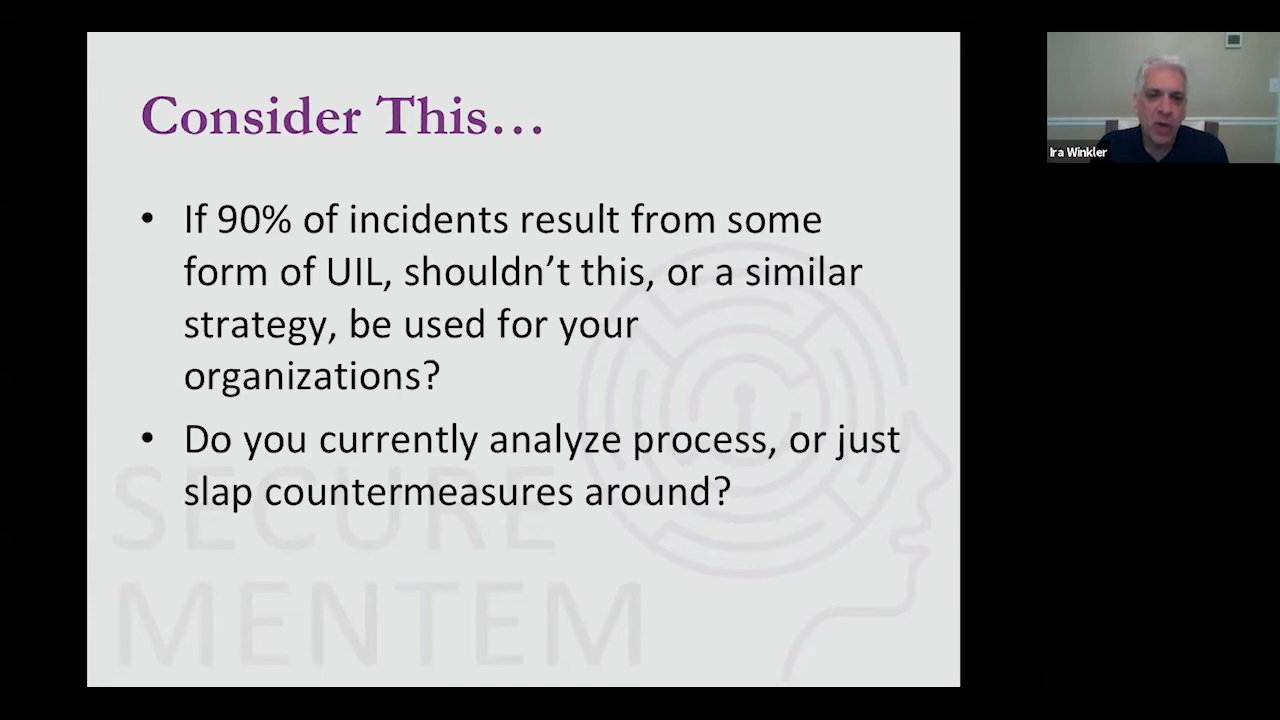 Consider This…
• If 90% of incidents result from some
form of UIL, shouldn’t this, or a similar
strategy, be used for your
organizations?
• Do you currently analyze process, or just
slap countermeasures around?
SECURE
MENTEM
Ira Winkler